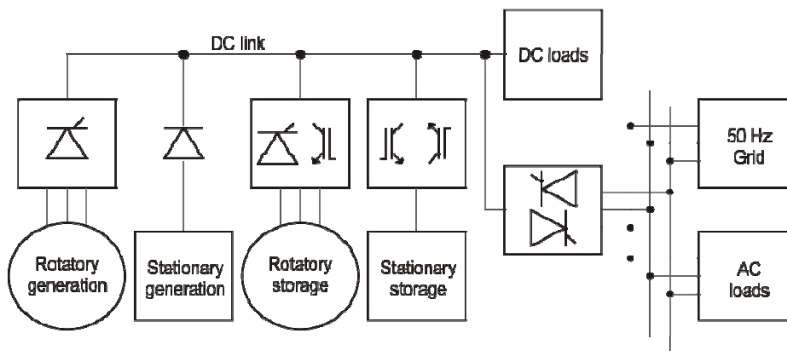 DC link
DC loads
50 Hz
Grid
Rotatory
generation
Stationary
generation
Rotatory
storage
Stationary
storage
AC
loads